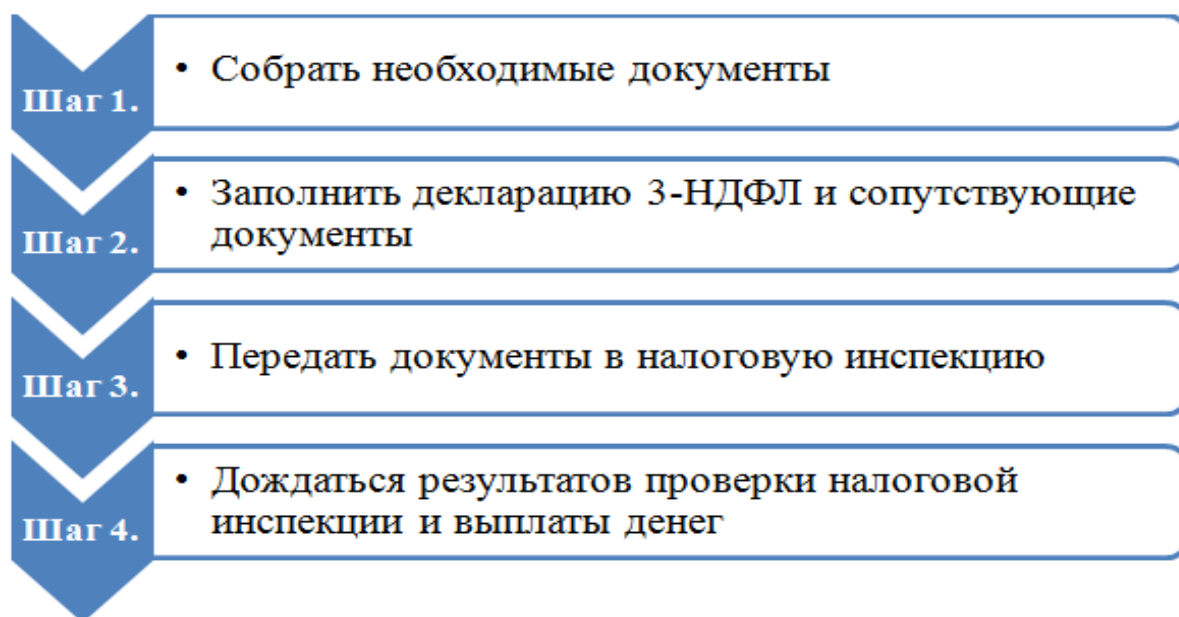 Шаг 1.
• Собрать необходимые документы
Шаг 2.
• Заполнить декларацию 3-НДФЛ и сопутствующие
документы
Шаг 3.
• Передать документы в налоговую инспекцию
Шаг 4.
• Дождаться результатов проверки налоговой
инспекции и выплаты денег